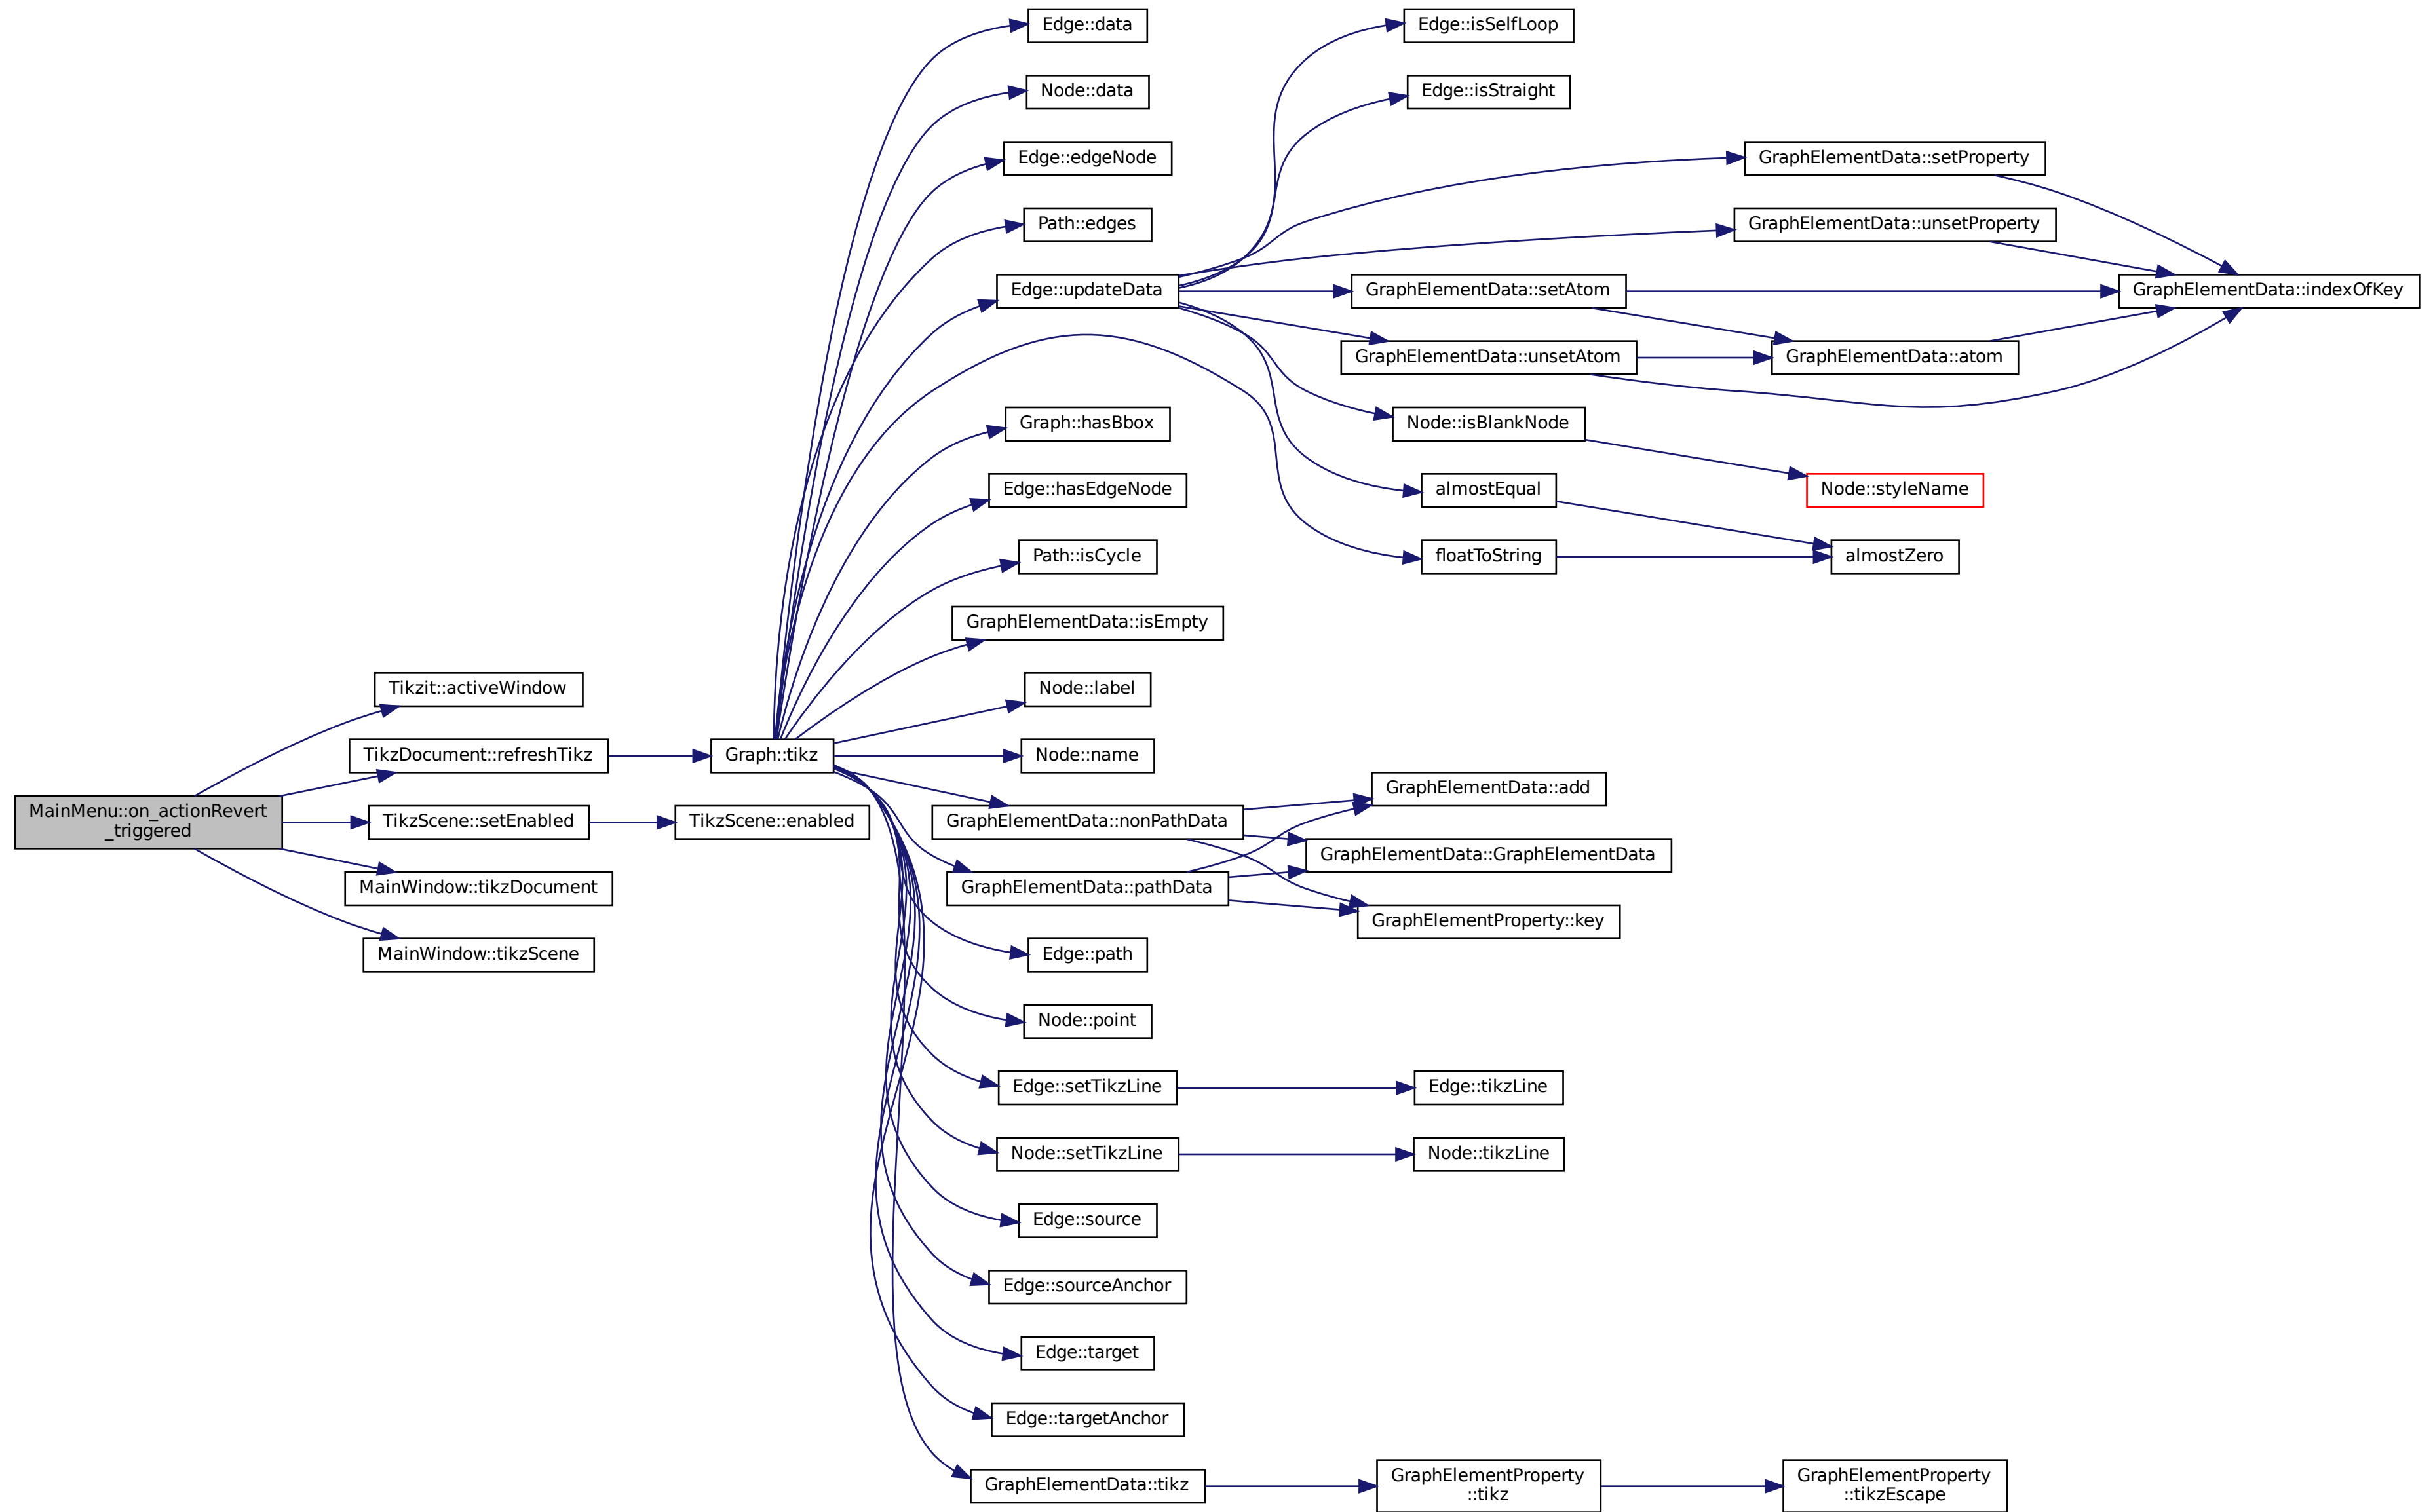 Edge::data
Edge::isSelfLoop
Node::data
Edge::isStraight
Edge::edgeNode
GraphElementData::setProperty
Path::edges
GraphElementData::unsetProperty
Edge::updateData
GraphElementData::setAtom
GraphElementData::indexOfKey
GraphElementData::unsetAtom
GraphElementData::atom
Graph::hasBbox
Node::isBlankNode
Edge::hasEdgeNode
almostEqual
Node::styleName
Path::isCycle
floatToString
almostZero
GraphElementData::isEmpty
Tikzit::activeWindow
Node::label
TikzDocument::refreshTikz
Graph::tikz
Node::name
MainMenu::on_actionRevert
_triggered
TikzScene::setEnabled
TikzScene::enabled
GraphElementData::nonPathData
GraphElementData::add
GraphElementData::GraphElementData
MainWindow::tikzDocument
GraphElementData::pathData
GraphElementProperty::key
MainWindow::tikzScene
Edge::path
Node::point
Edge::setTikzLine
Edge::tikzLine
Node::setTikzLine
Node::tikzLine
Edge::source
Edge::sourceAnchor
Edge::target
Edge::targetAnchor
GraphElementData::tikz
GraphElementProperty
::tikz
GraphElementProperty
::tikzEscape